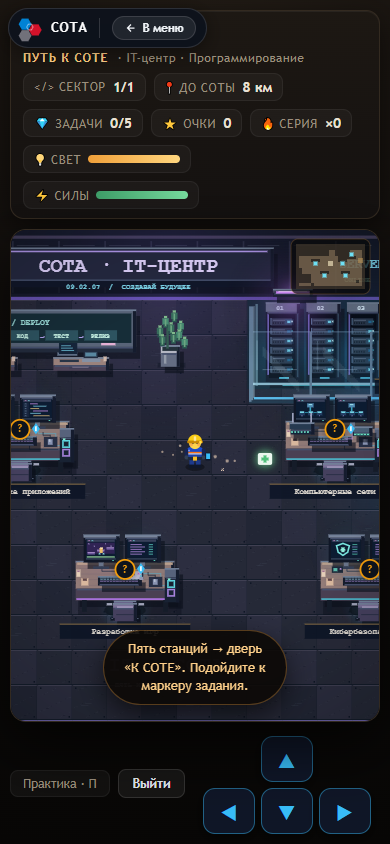 СОТА
← В меню
ПУТЬ К СОТЕ · IT-центр · Программирование
</> СЕКТОР 1/1
ДО СОТЫ 8 км
ЗАДАЧИ 0/5
ОЧКИ 0
СЕРИЯ ×0
СВЕТ
СИЛЫ
СОТА · IT-ЦЕНТР
09.02.07 / СОЗДАВАЙ БУДУЩЕЕ
/ DEPLOY
КОД → ТЕСТ → РЕЛИЗ
01 02 03
?
?
приложений
Компьютерные сети
?
?
Разработ
Кибербезопа
Пять станций → дверь
«К СОТЕ». Подойдите к
маркеру задания.
▲
Практика · П
Выйти
◀ ▼ ▶